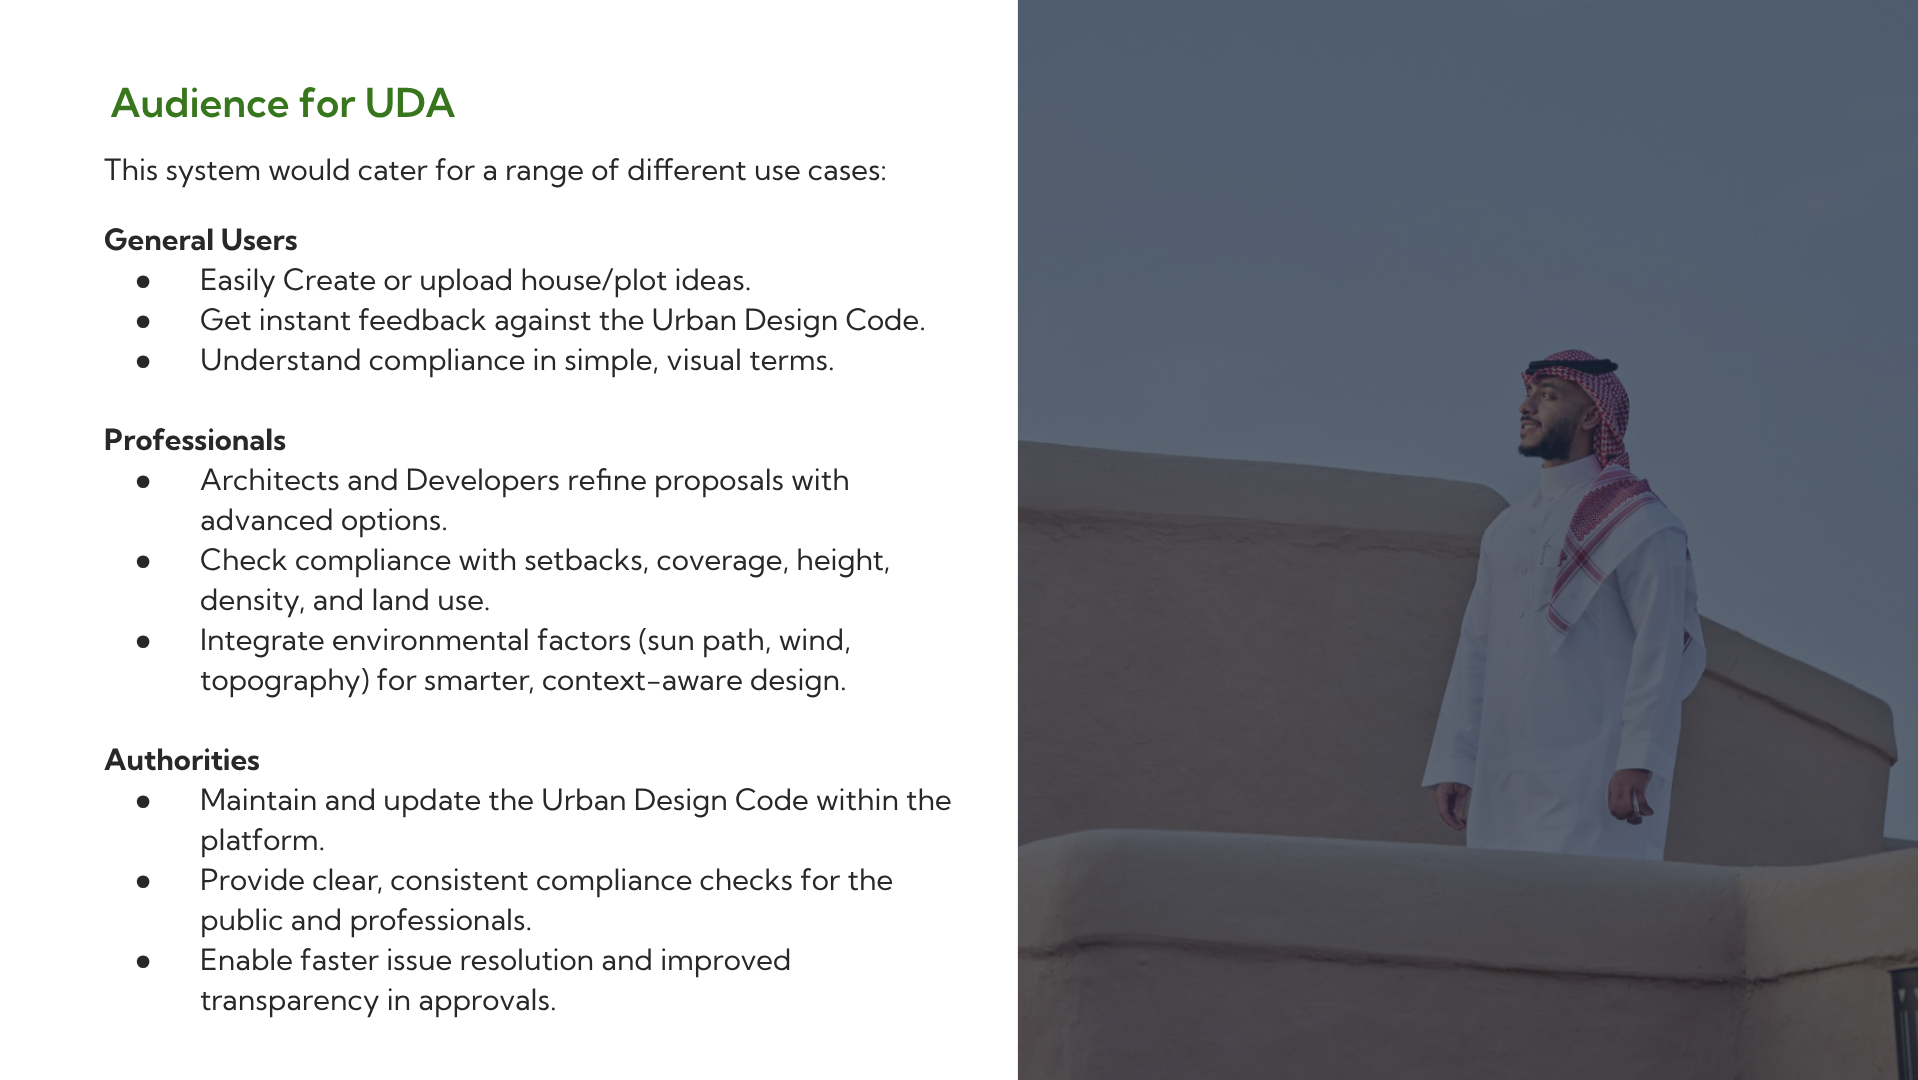 Audience for UDA
This system would cater for a range of different use cases:
General Users
● Easily Create or upload house/plot ideas.
● Get instant feedback against the Urban Design Code.
● Understand compliance in simple, visual terms.
Professionals
● Architects and Developers refine proposals with
advanced options.
● Check compliance with setbacks, coverage, height,
density, and land use.
● Integrate environmental factors (sun path, wind,
topography) for smarter, context-aware design.
Authorities
● Maintain and update the Urban Design Code within the
platform.
● Provide clear, consistent compliance checks for the
public and professionals.
● Enable faster issue resolution and improved
transparency in approvals.